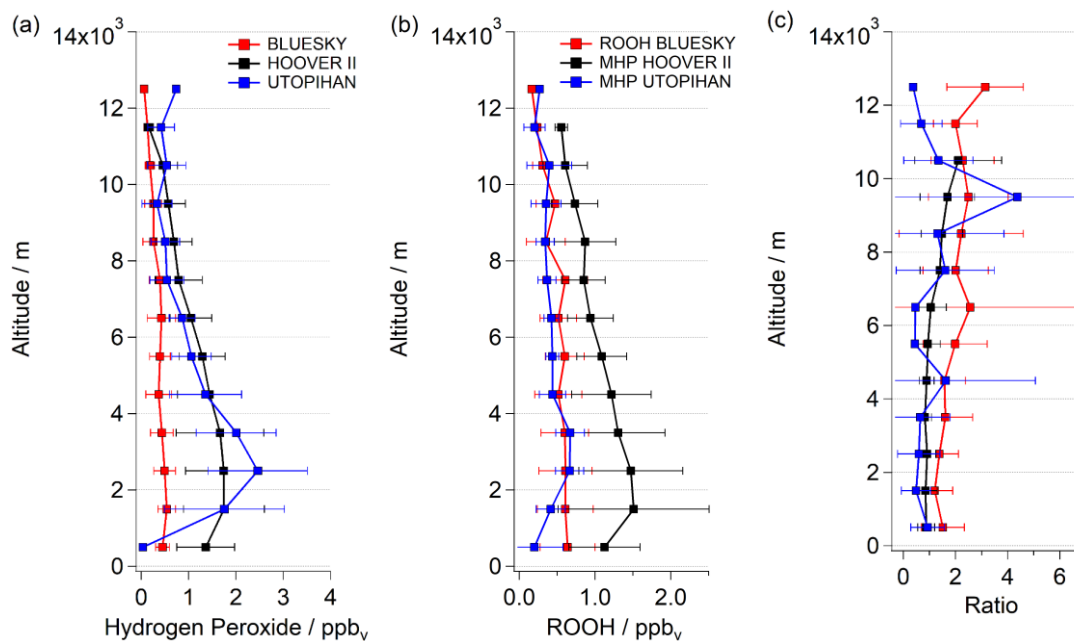 (a)
14x10³
BLUESKY
HOOVER II
UTOPIHAN
12
10
8
6
4
2
0
Altitude / m
0
1
2
3
4
Hydrogen Peroxide / ppbᵥ
(b)
14x10³
ROOH BLUESKY
MHP HOOVER II
MHP UTOPIHAN
12
10
8
6
4
2
0
Altitude / m
0.0
1.0
2.0
ROOH / ppbᵥ
(c)
14x10³
12
10
8
6
4
2
0
Altitude / m
0
2
4
6
Ratio